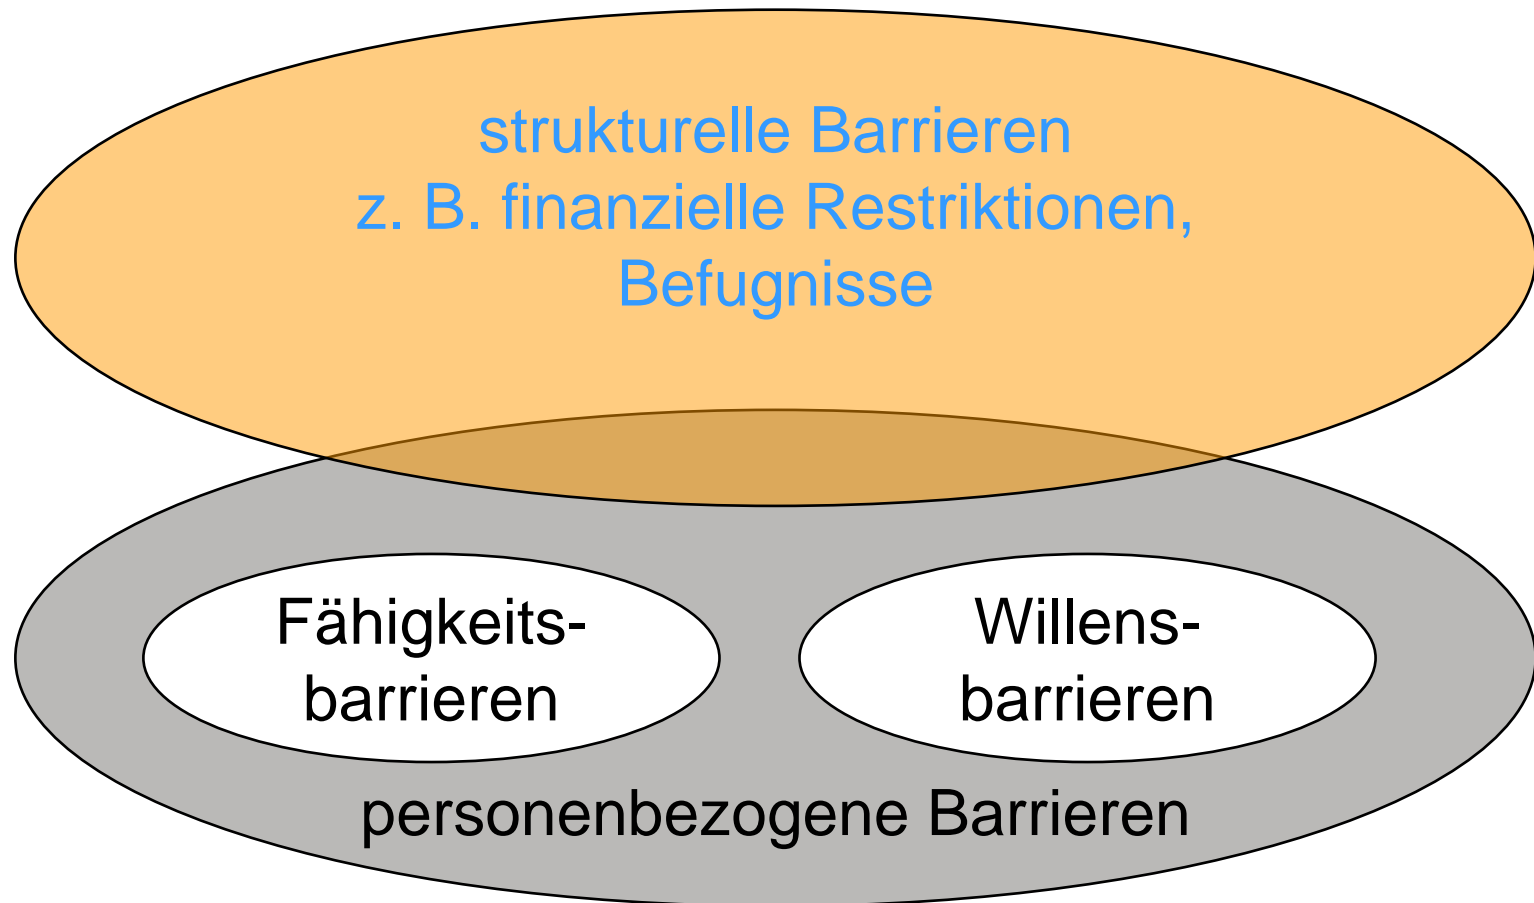 strukturelle Barrieren
z. B. finanzielle Restriktionen,
Befugnisse
Fähigkeits-
barrieren
Willens-
barrieren
personenbezogene Barrieren